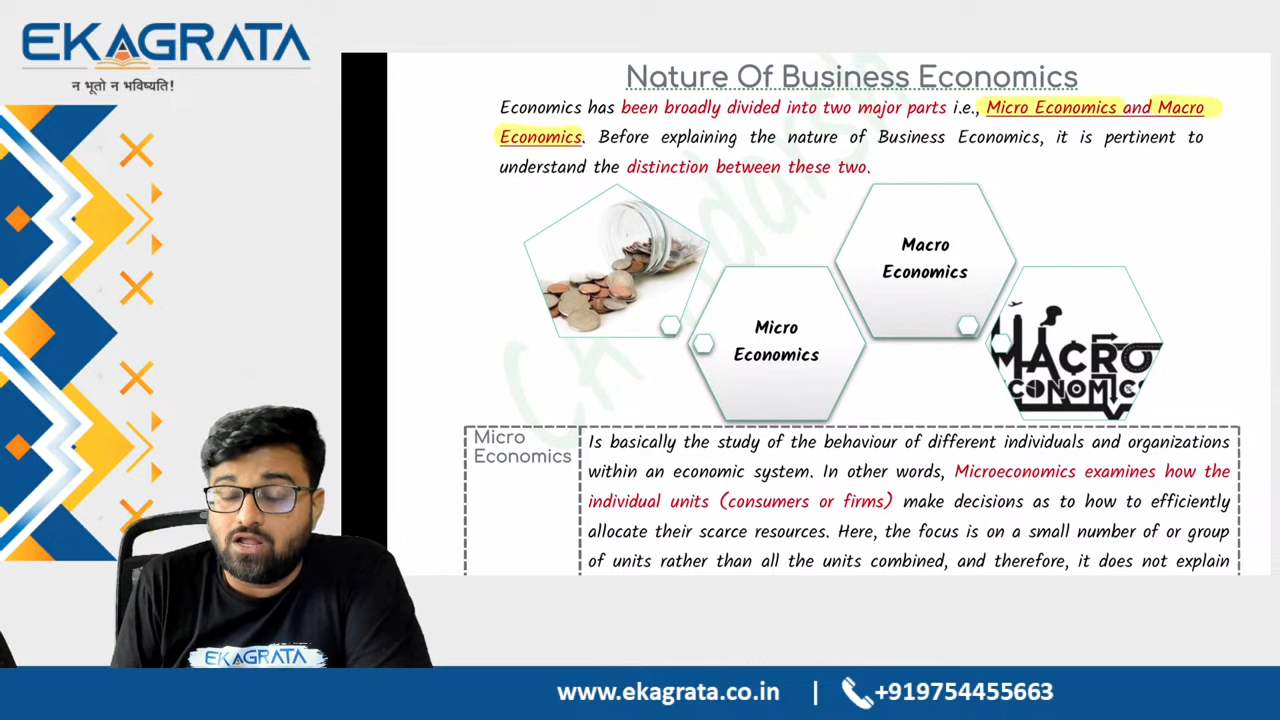 EKAGRATA
न भूतो न भविष्यति!
Nature Of Business Economics
Economics has been broadly divided into two major parts i.e., Micro Economics and Macro
Economics. Before explaining the nature of Business Economics, it is pertinent to
understand the distinction between these two.
Macro
Economics
Micro
Economics
MACRO
ECONOMICS
Micro
Economics
Is basically the study of the behaviour of different individuals and organizations
within an economic system. In other words, Microeconomics examines how the
individual units (consumers or firms) make decisions as to how to efficiently
allocate their scarce resources. Here, the focus is on a small number of or group
of units rather than all the units combined, and therefore, it does not explain
EKAGRATA
www.ekagrata.co.in | +919754455663